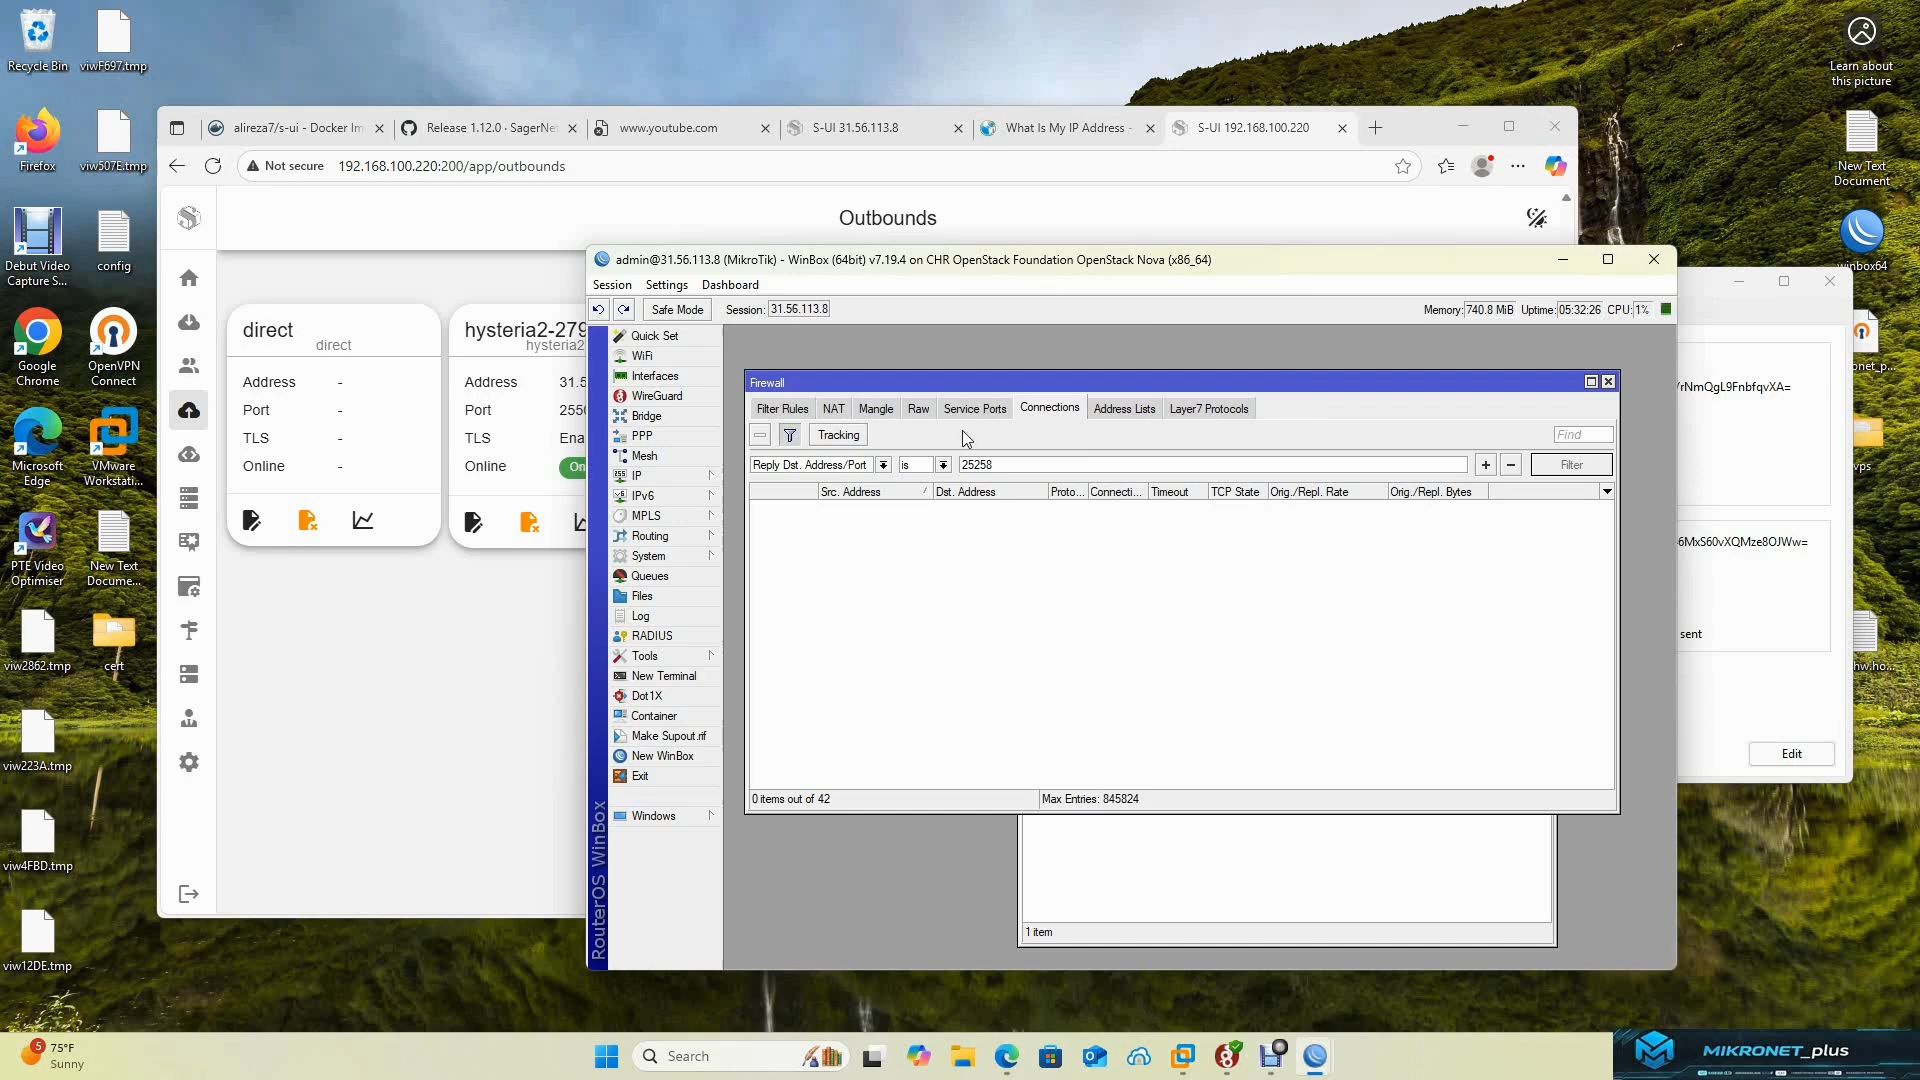 Recycle Bin
viwF697.tmp
Firefox
viw507E.tmp
Debut Video
Capture S...
config
Google
Chrome
OpenVPN
Connect
Microsoft
Edge
VMware
Workstati...
PTE Video
Optimiser
New Text
Docume...
viw2862.tmp
cert
viw223A.tmp
viw4FBD.tmp
viw12DE.tmp
Learn about
this picture
New Text
Document
winbox64
alireza7/s-ui - Docker Im
Release 1.12.0 · SagerNe
www.youtube.com
S-UI 31.56.113.8
What Is My IP Address -
S-UI 192.168.100.220
Not secure
192.168.100.220:200/app/outbounds
Outbounds
direct
direct
Address -
Port -
TLS -
Online -
hysteria2-279
hysteria2
Address 31.5
Port 2550
TLS Ena
Online On
admin@31.56.113.8 (MikroTik) - WinBox (64bit) v7.19.4 on CHR OpenStack Foundation OpenStack Nova (x86_64)
Session Settings Dashboard
Safe Mode Session: 31.56.113.8
Memory: 740.8 MiB Uptime: 05:32:26 CPU: 1%
Quick Set
WiFi
Interfaces
WireGuard
Bridge
PPP
Mesh
IP
IPv6
MPLS
Routing
System
Queues
Files
Log
RADIUS
Tools
New Terminal
Dot1X
Container
Make Supout.rif
New WinBox
Exit
Windows
RouterOS WinBox
Firewall
Filter Rules NAT Mangle Raw Service Ports Connections Address Lists Layer7 Protocols
Tracking
Find
Reply Dst. Address/Port is 25258 + − Filter
Src. Address Dst. Address Proto... Connecti... Timeout TCP State Orig./Repl. Rate Orig./Repl. Bytes
0 items out of 42 Max Entries: 845824
1 item
rNmQgL9FnbfqvXA=
6MxS60vXQMze8OJWw=
sent
Edit
onet_p...
vps
hw.ho...
5
75°F
Sunny
Search
MIKRONET_plus